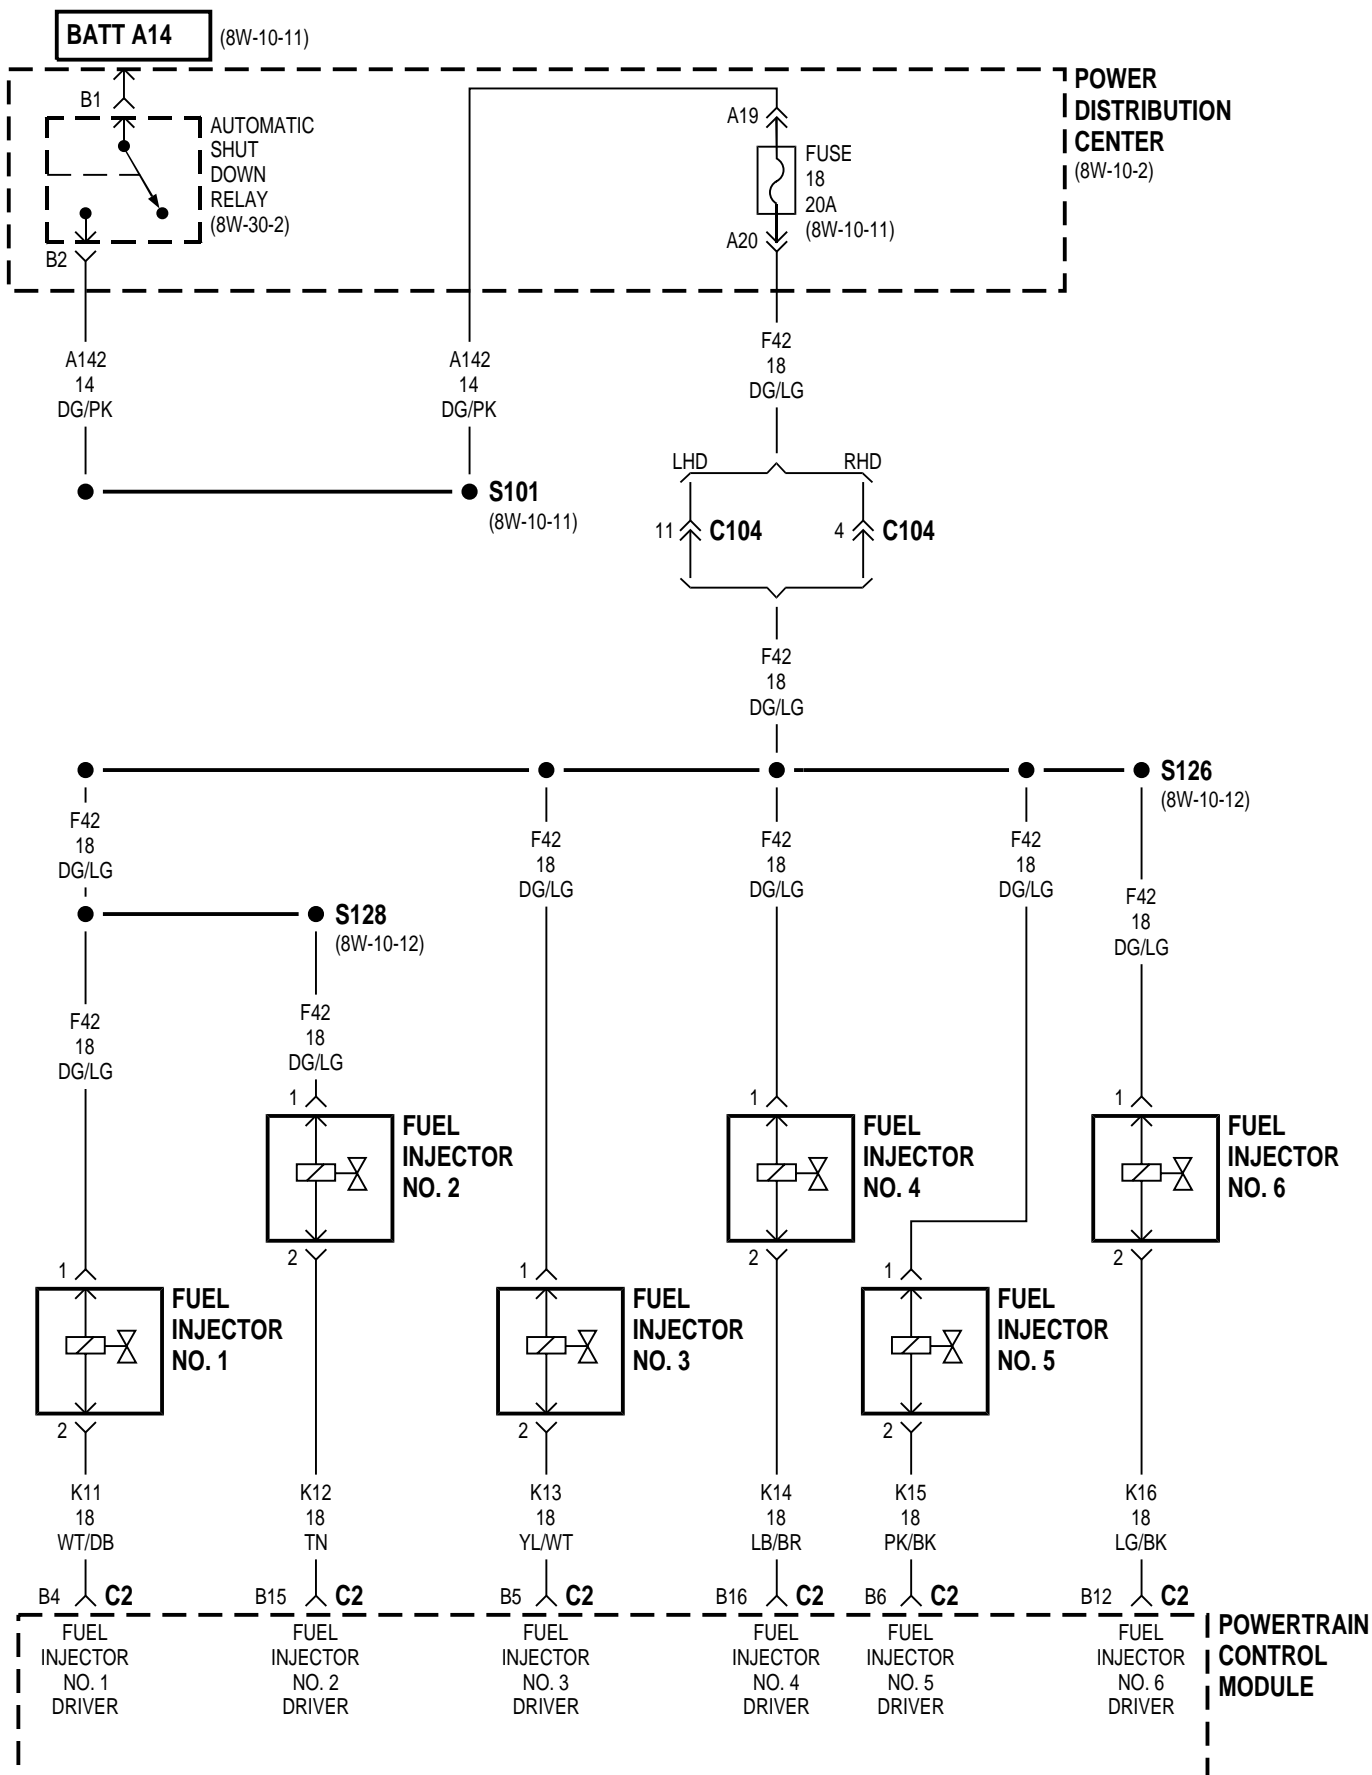 BATT A14
(8W-10-11)
POWER
DISTRIBUTION
CENTER
(8W-10-2)
B1
AUTOMATIC
SHUT
DOWN
RELAY
(8W-30-2)
B2
A19
FUSE
18
20A
(8W-10-11)
A20
A142
14
DG/PK
A142
14
DG/PK
F42
18
DG/LG
S101
(8W-10-11)
LHD
RHD
11
C104
4
C104
F42
18
DG/LG
S126
(8W-10-12)
F42
18
DG/LG
F42
18
DG/LG
F42
18
DG/LG
F42
18
DG/LG
F42
18
DG/LG
S128
(8W-10-12)
F42
18
DG/LG
F42
18
DG/LG
1
FUEL
INJECTOR
NO. 2
2
1
FUEL
INJECTOR
NO. 4
2
1
FUEL
INJECTOR
NO. 6
2
1
FUEL
INJECTOR
NO. 1
2
1
FUEL
INJECTOR
NO. 3
2
1
FUEL
INJECTOR
NO. 5
2
K11
18
WT/DB
K12
18
TN
K13
18
YL/WT
K14
18
LB/BR
K15
18
PK/BK
K16
18
LG/BK
B4
C2
B15
C2
B5
C2
B16
C2
B6
C2
B12
C2
FUEL
INJECTOR
NO. 1
DRIVER
FUEL
INJECTOR
NO. 2
DRIVER
FUEL
INJECTOR
NO. 3
DRIVER
FUEL
INJECTOR
NO. 4
DRIVER
FUEL
INJECTOR
NO. 5
DRIVER
FUEL
INJECTOR
NO. 6
DRIVER
POWERTRAIN
CONTROL
MODULE